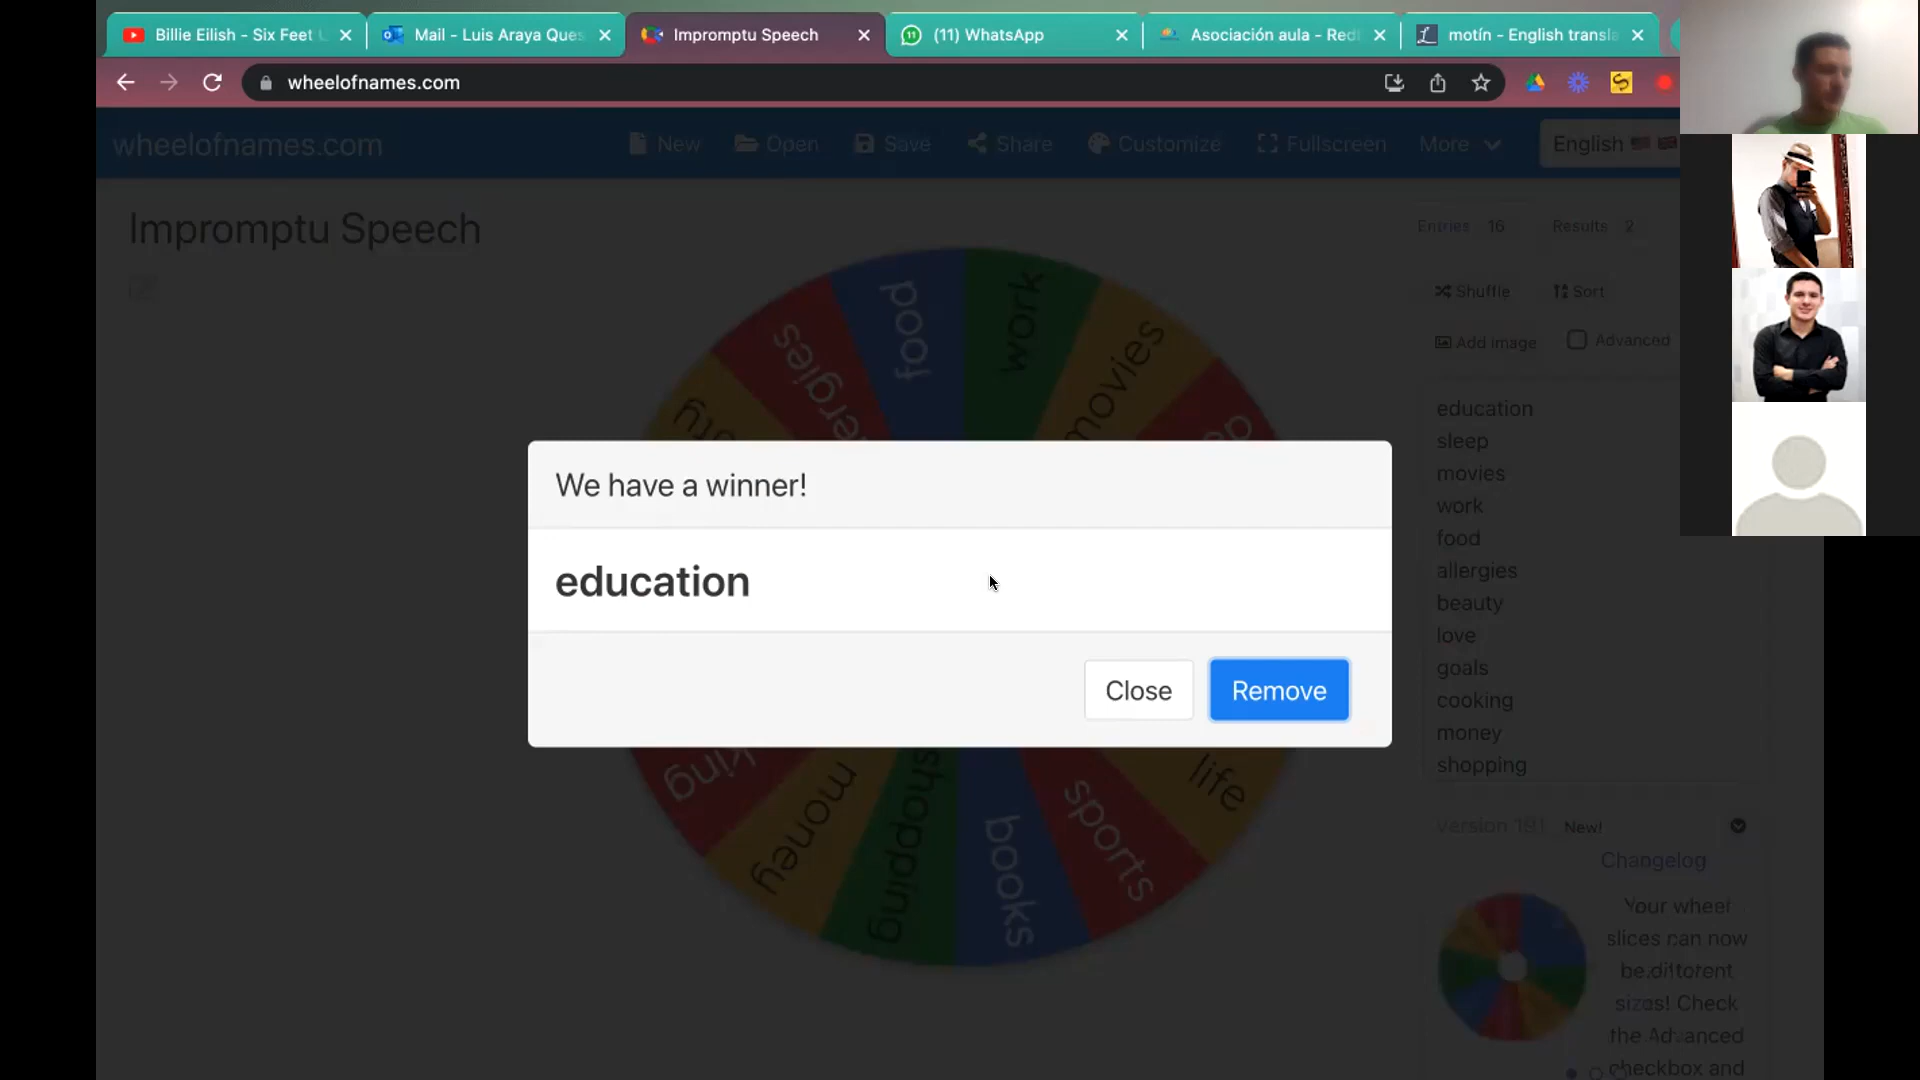 Billie Eilish - Six Feet U
Mail - Luis Araya Ques
Impromptu Speech
(11) WhatsApp
Asociación aula - Redi
motín - English transla
wheelofnames.com
wheelofnames.com
New
Open
Save
Share
Customize
Fullscreen
More
English
Impromptu Speech
Entries 16
Results 2
Shuffle
Sort
Add image
Advanced
food
work
movies
life
sports
books
shopping
money
We have a winner!
education
Close
Remove
education
sleep
movies
work
food
allergies
beauty
love
goals
cooking
money
shopping
Version 181 New!
Changelog
Your wheel
slices can now
be different
sizes! Check
the Advanced
checkbox and